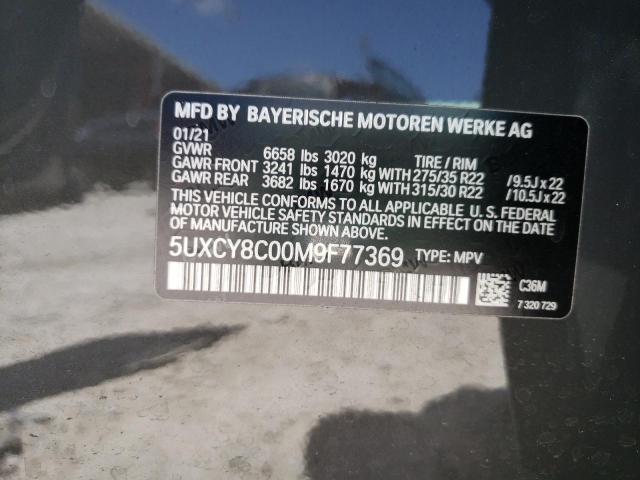 MFD BY BAYERISCHE MOTOREN WERKE AG
01/21
GVWR 6658 lbs 3020 kg TIRE / RIM
GAWR FRONT 3241 lbs 1470 kg WITH 275/35 R22 /9.5J x 22
GAWR REAR 3682 lbs 1670 kg WITH 315/30 R22 /10.5J x 22
THIS VEHICLE CONFORMS TO ALL APPLICABLE U. S. FEDERAL
MOTOR VEHICLE SAFETY STANDARDS IN EFFECT ON THE
DATE OF MANUFACTURE SHOWN ABOVE.
5UXCY8C00M9F77369 TYPE: MPV
C36M
7 320 729